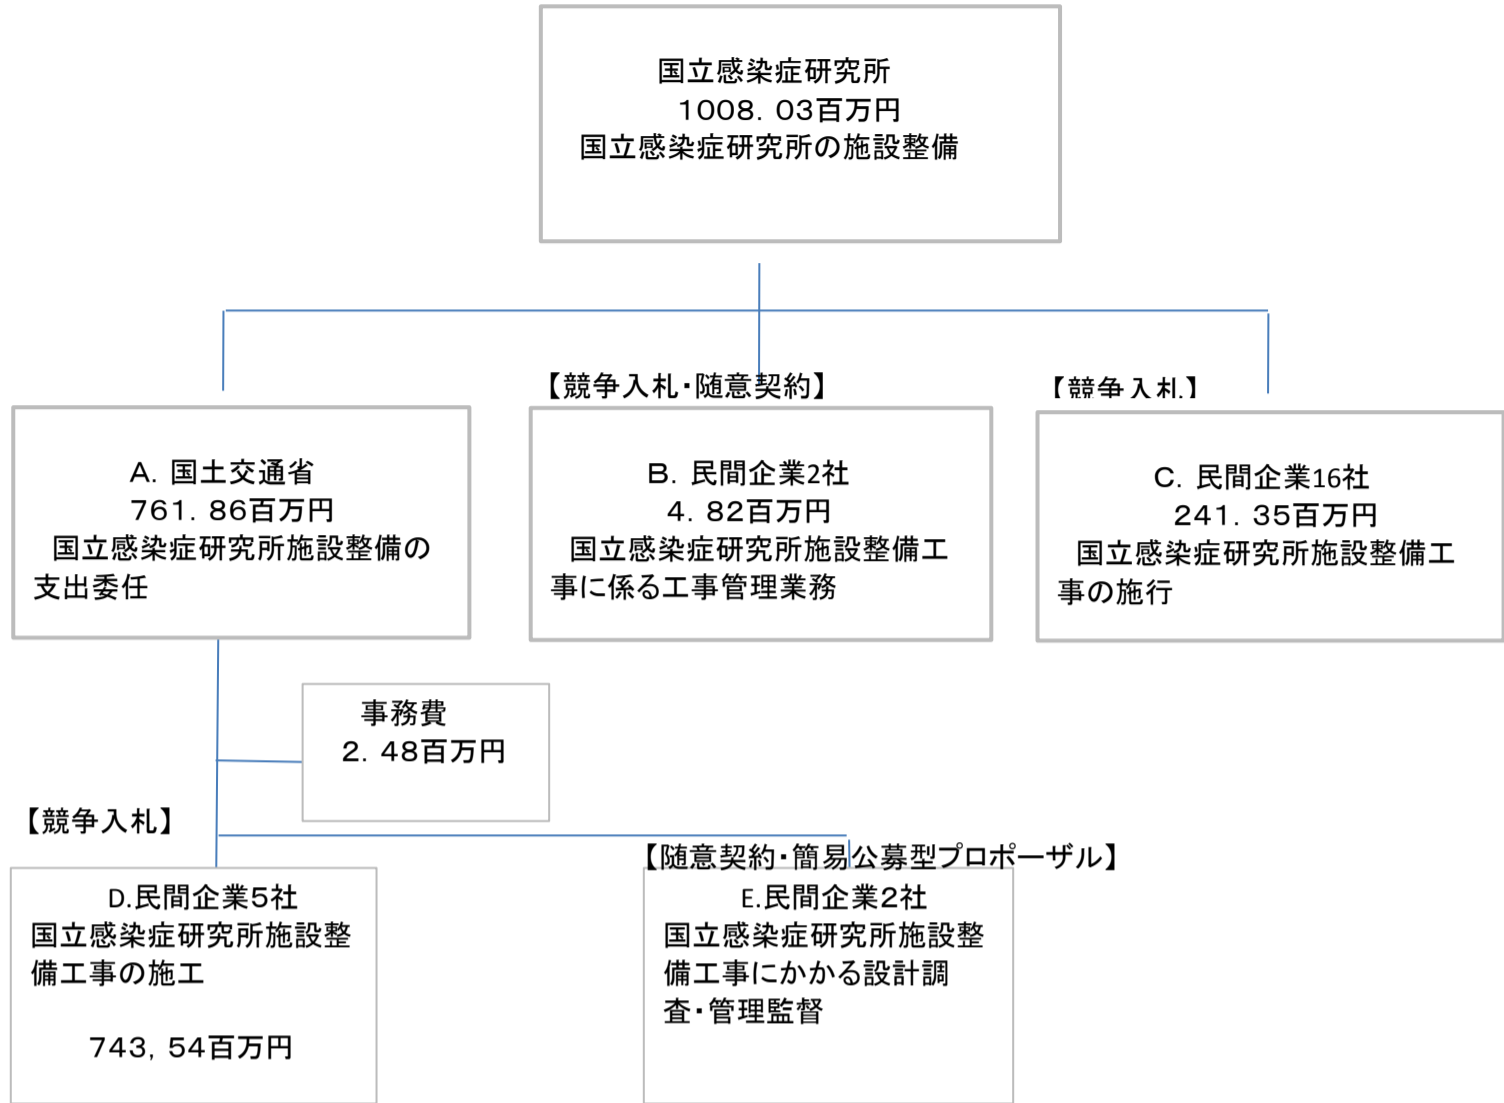 国立感染症研究所
1008．03百万円
国立感染症研究所の施設整備
【競争入札・随意契約】
【競争入札】
A．国土交通省
761．86百万円
国立感染症研究所施設整備の
支出委任
B．民間企業2社
4．82百万円
国立感染症研究所施設整備工
事に係る工事管理業務
C．民間企業16社
241．35百万円
国立感染症研究所施設整備工
事の施行
事務費
2．48百万円
【競争入札】
【随意契約・簡易公募型プロポーザル】
D.民間企業5社
国立感染症研究所施設整
備工事の施工
743，54百万円
E.民間企業2社
国立感染症研究所施設整
備工事にかかる設計調
査・管理監督